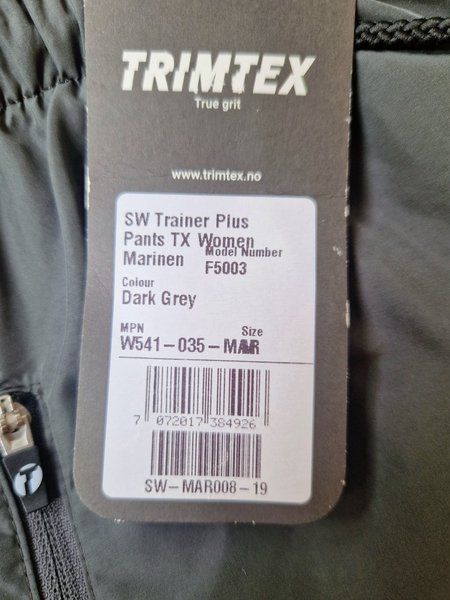 TRIMTEX
True grit
www.trimtex.no
SW Trainer Plus
Pants TX Women
Marinen
Model Number
F5003
Colour
Dark Grey
MPN
Size
W541-035-MAR
7 072017 384926
SW-MAR008-19
T